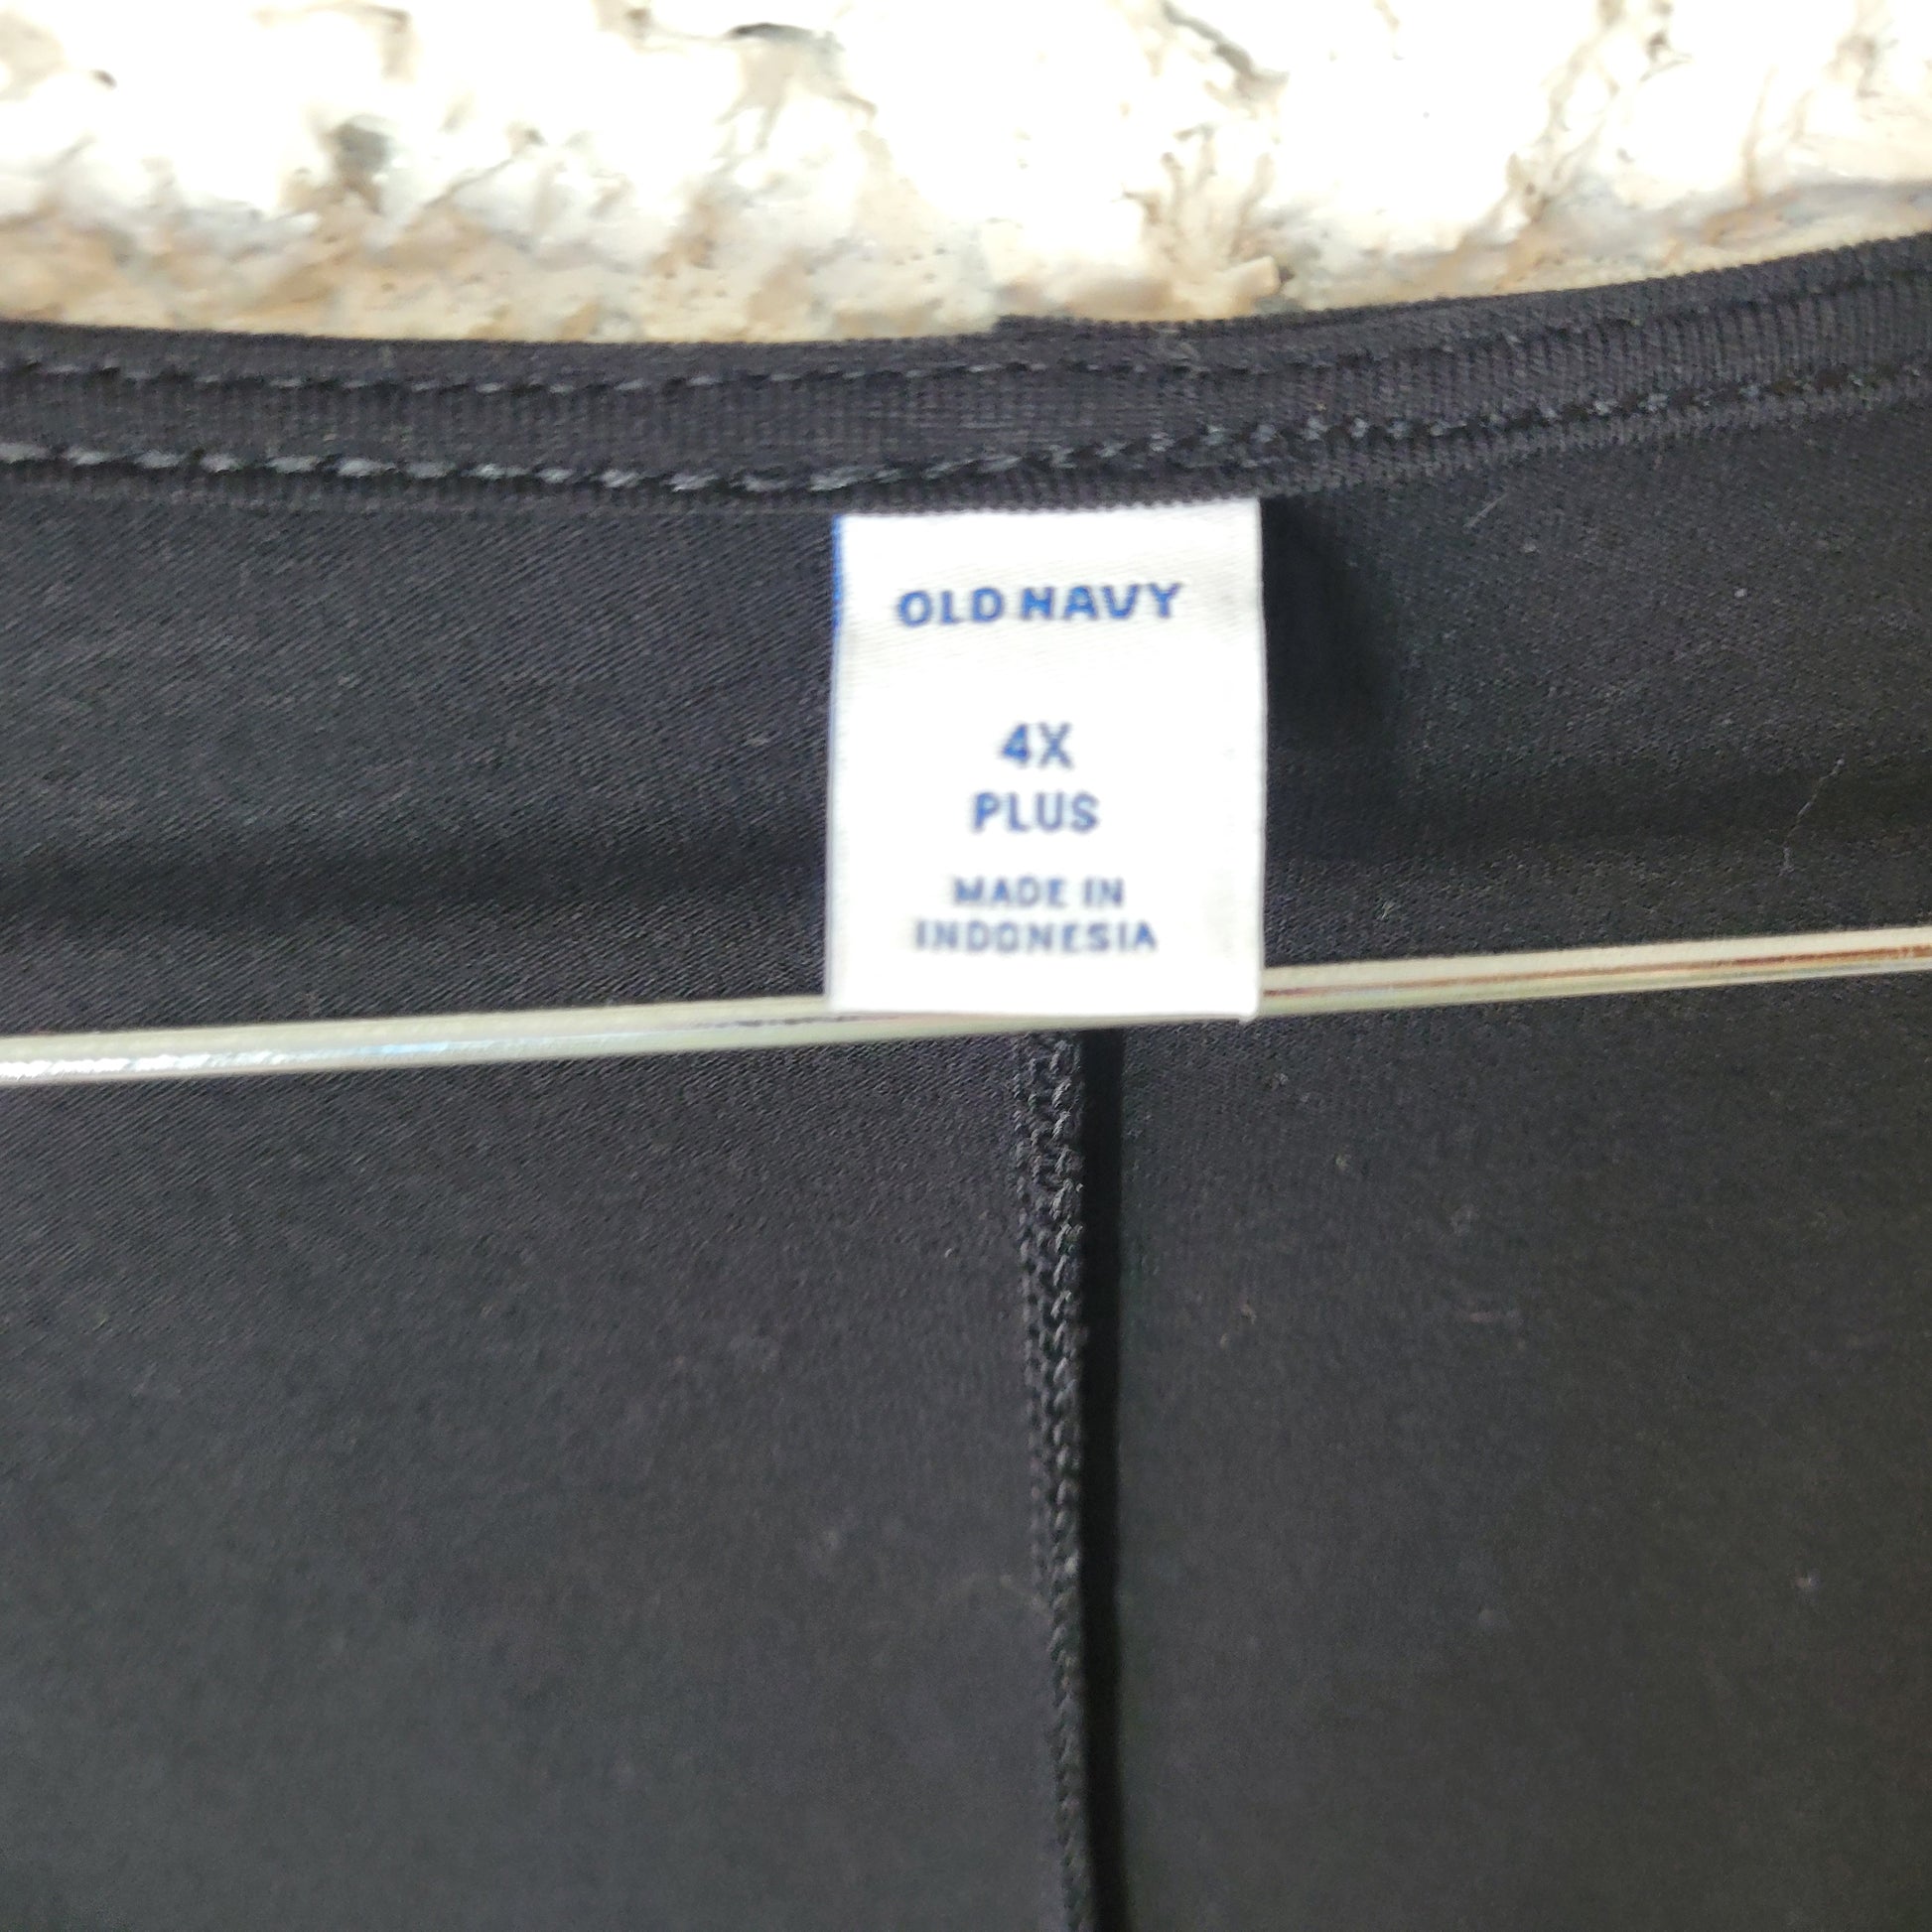 OLD NAVY
4X
PLUS
MADE IN
INDONESIA